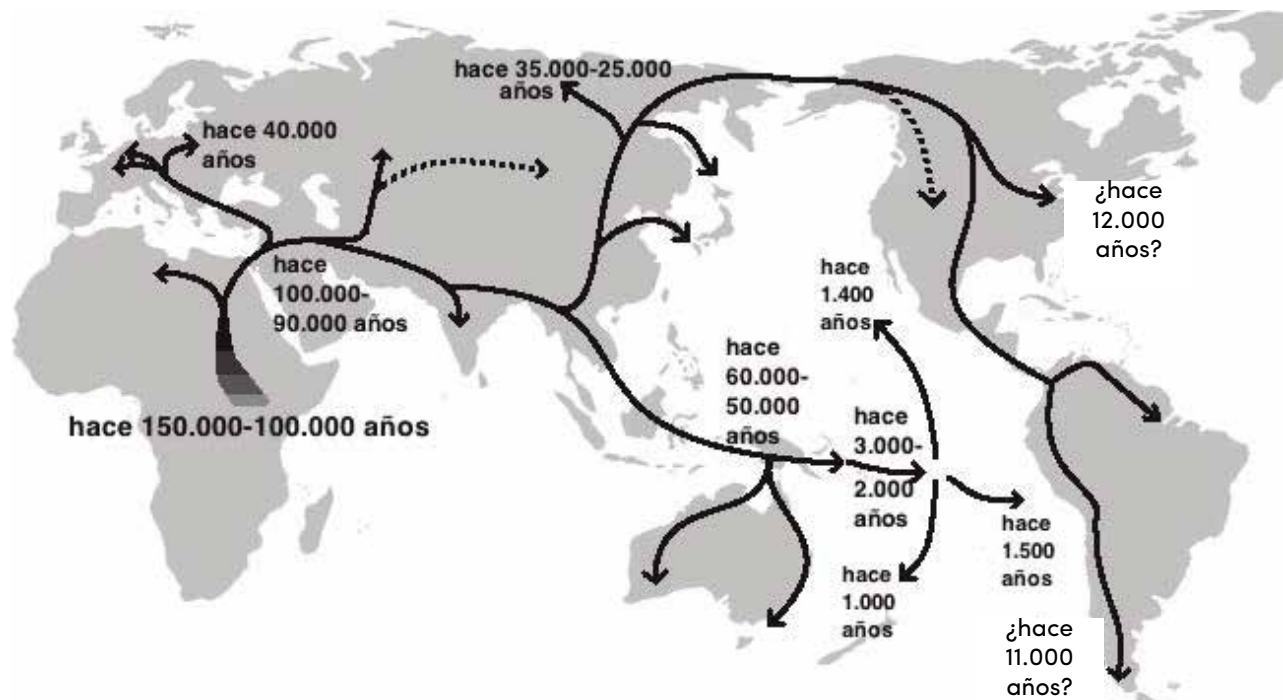 hace 35.000-25.000
años
hace 40.000
años
¿hace
12.000
años?
hace
100.000-
90.000 años
hace
1.400
años
hace
60.000-
50.000
años
hace 150.000-100.000 años
hace
3.000-
2.000
años
hace
1.500
años
hace
1.000
años
¿hace
11.000
años?